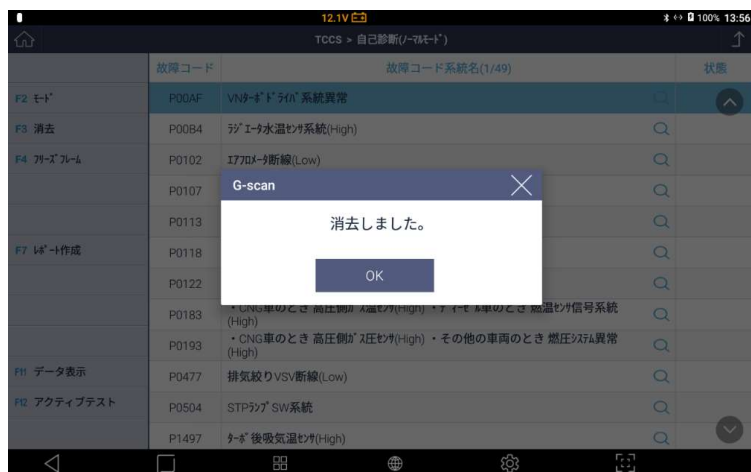 12.1V
100% 13:56
TCCS > 自己診断(ﾉｰﾏﾙﾓｰﾄﾞ)
故障コード 故障コード系統名(1/49) 状態
F2 ﾓｰﾄﾞ
P00AF VNﾀｰﾎﾞﾄﾞﾗｲﾊﾞ系統異常
F3 消去
P00B4 ﾗｼﾞｴｰﾀ水温ｾﾝｻ系統(High)
F4 ﾌﾘｰｽﾞﾌﾚｰﾑ
P0102 ｴｱﾌﾛﾒｰﾀ断線(Low)
P0107
G-scan
P0113
消去しました。
F7 ﾚﾎﾟｰﾄ作成
P0118
OK
P0122
P0183 ・CNG車のとき 高圧側ｶﾞｽ温ｾﾝｻ(High) ・ﾃﾞｨｰｾﾞﾙ車のとき 燃温ｾﾝｻ信号系統
(High)
P0193 ・CNG車のとき 高圧側ｶﾞｽ圧ｾﾝｻ(High) ・その他の車両のとき 燃圧ｼｽﾃﾑ異常
(High)
F11 データ表示
P0477 排気絞りVSV断線(Low)
F12 アクティブテスト
P0504 STPﾗﾝﾌﾟSW系統
P1497 ﾀｰﾎﾞ後吸気温ｾﾝｻ(High)